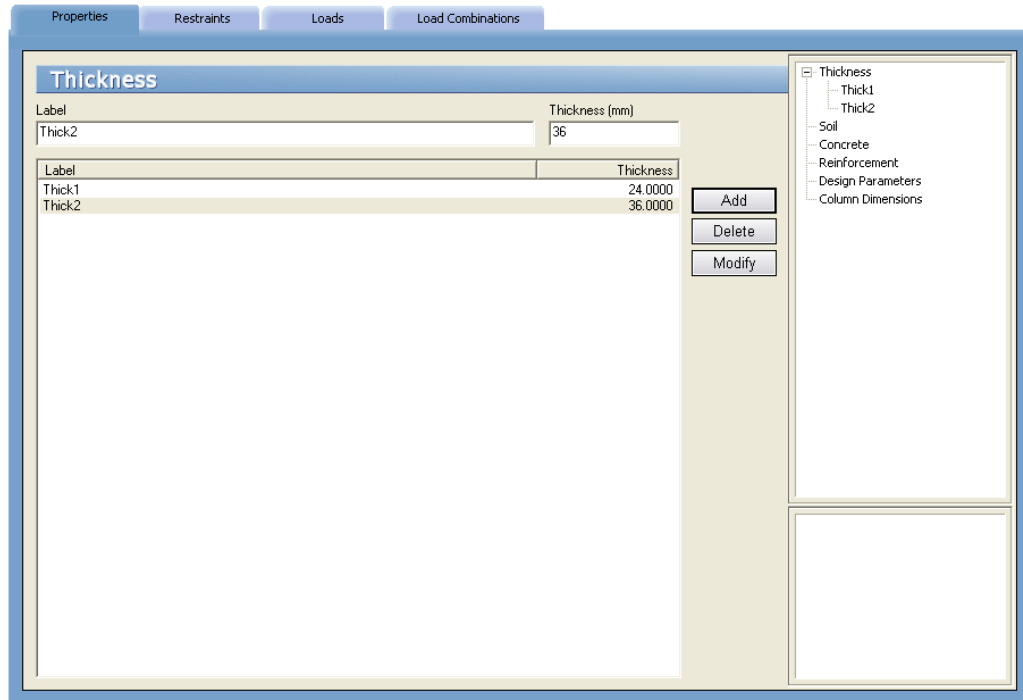 Properties Restraints Loads Load Combinations
Thickness
Label Thickness (mm)
Thick2 36
Label Thickness
Thick1 24.0000
Thick2 36.0000
Add
Delete
Modify
Thickness
Thick1
Thick2
Soil
Concrete
Reinforcement
Design Parameters
Column Dimensions